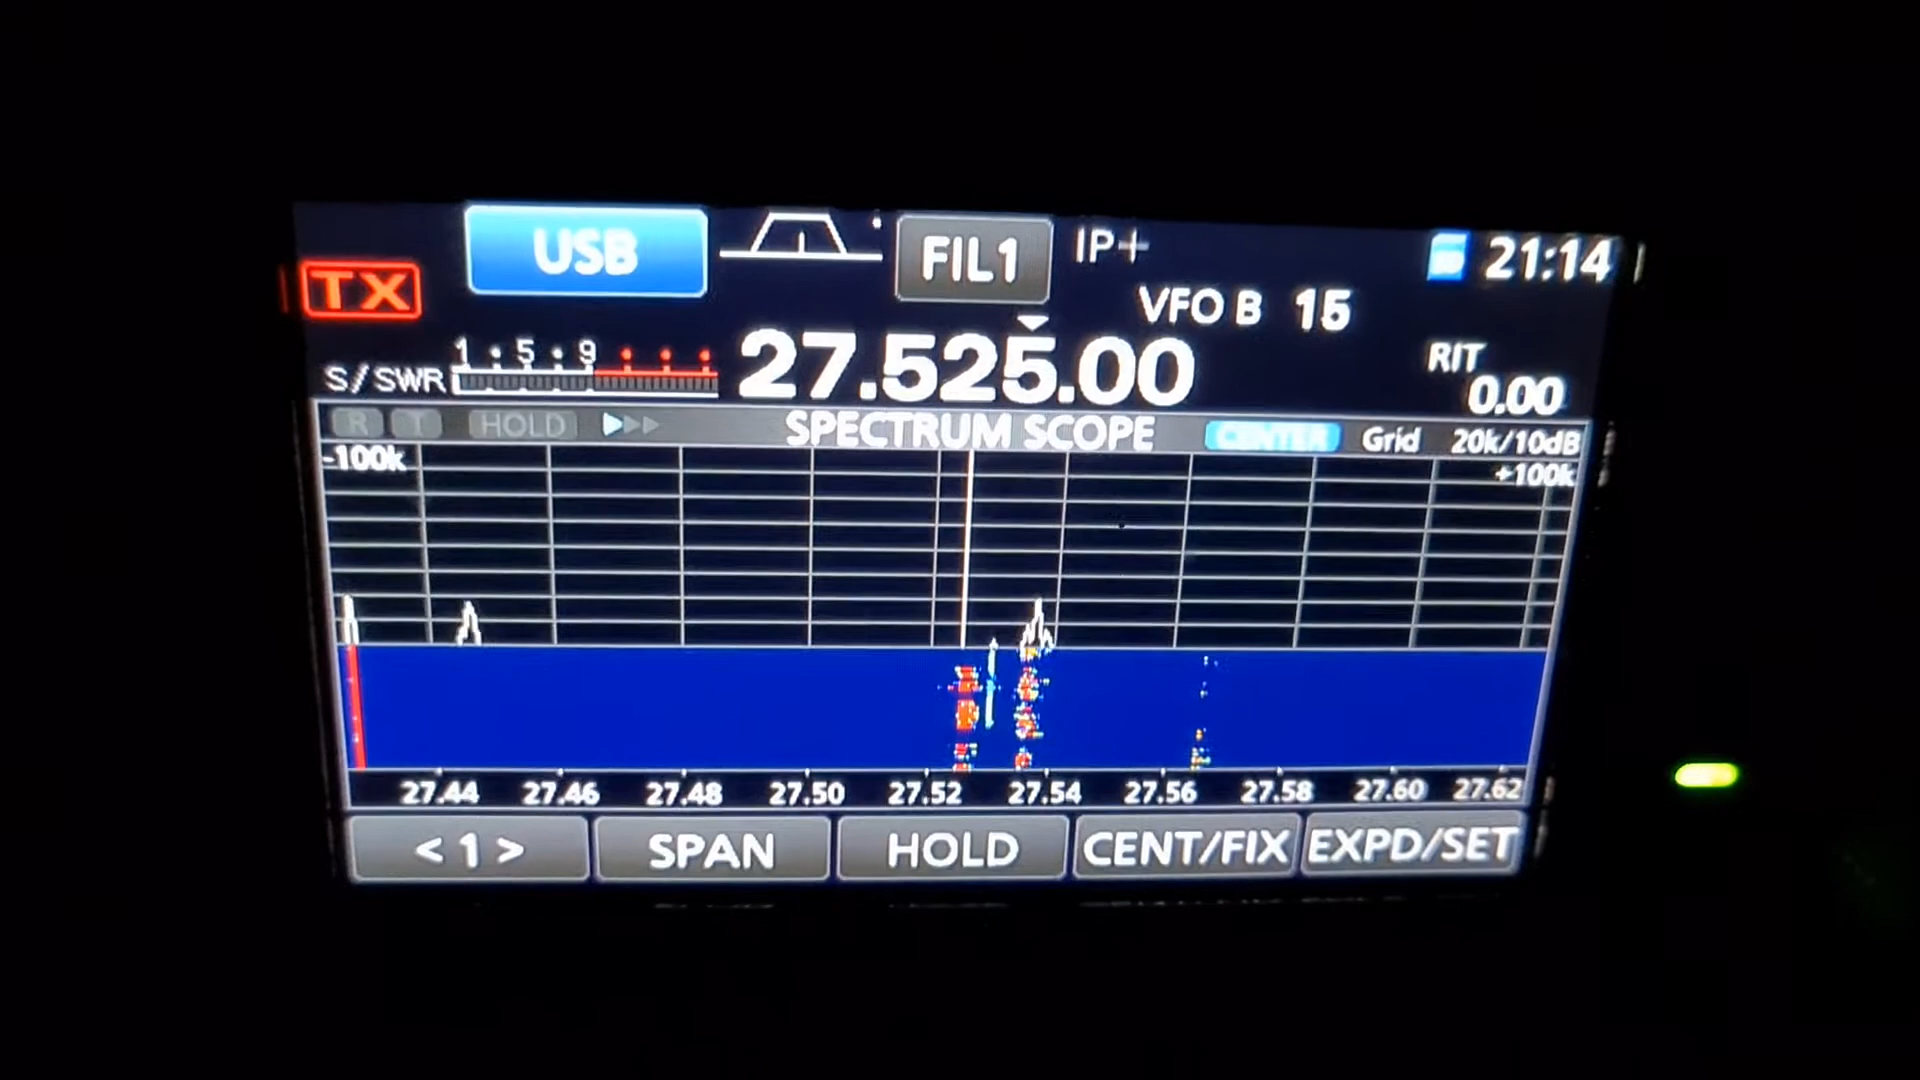 USB FIL1 IP+ 21:14
TX
VFO B 15
1 • 5 • 9 • • •
S/SWR 27.525.00 RIT
0.00
R T HOLD SPECTRUM SCOPE CENTER Grid 20k/10dB
-100k +100k
27.44 27.46 27.48 27.50 27.52 27.54 27.56 27.58 27.60 27.62
< 1 > SPAN HOLD CENT/FIX EXPD/SET